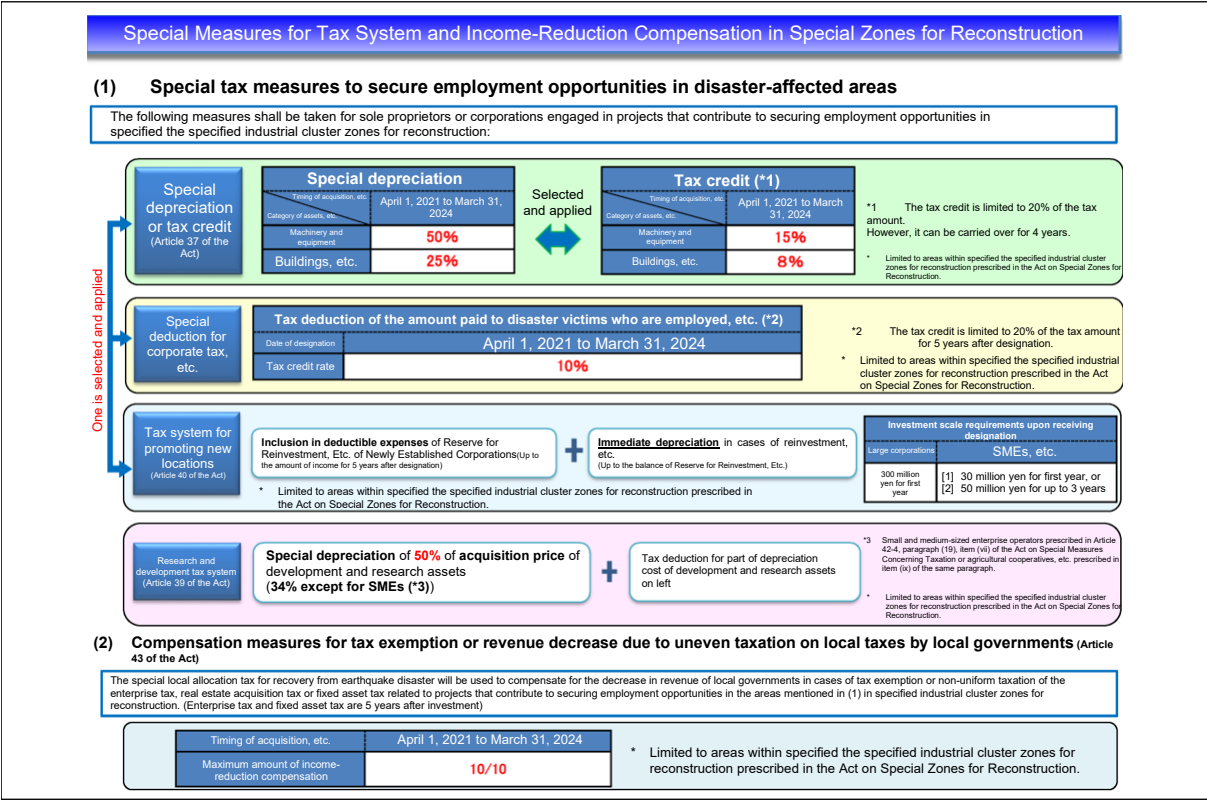 Special Measures for Tax System and Income-Reduction Compensation in Special Zones for Reconstruction
(1) Special tax measures to secure employment opportunities in disaster-affected areas
The following measures shall be taken for sole proprietors or corporations engaged in projects that contribute to securing employment opportunities in
specified the specified industrial cluster zones for reconstruction:
One is selected and applied
Special
depreciation
or tax credit
(Article 37 of the
Act)
Special depreciation
Timing of acquisition, etc.
Category of assets, etc.
April 1, 2021 to March 31,
2024
Machinery and
equipment
50%
Buildings, etc.
25%
Selected
and applied
Tax credit (*1)
Timing of acquisition, etc.
Category of assets, etc.
April 1, 2021 to March
31, 2024
Machinery and
equipment
15%
Buildings, etc.
8%
*1 The tax credit is limited to 20% of the tax
amount.
However, it can be carried over for 4 years.
* Limited to areas within specified the specified industrial cluster
zones for reconstruction prescribed in the Act on Special Zones for
Reconstruction.
Special
deduction for
corporate tax,
etc.
Tax deduction of the amount paid to disaster victims who are employed, etc. (*2)
Date of designation
April 1, 2021 to March 31, 2024
Tax credit rate
10%
*2 The tax credit is limited to 20% of the tax amount
for 5 years after designation.
* Limited to areas within specified the specified industrial
cluster zones for reconstruction prescribed in the Act
on Special Zones for Reconstruction.
Tax system for
promoting new
locations
(Article 40 of the Act)
Inclusion in deductible expenses of Reserve for
Reinvestment, Etc. of Newly Established Corporations(Up to
the amount of income for 5 years after designation)
+
Immediate depreciation in cases of reinvestment,
etc.
(Up to the balance of Reserve for Reinvestment, Etc.)
* Limited to areas within specified the specified industrial cluster zones for reconstruction prescribed in
the Act on Special Zones for Reconstruction.
Investment scale requirements upon receiving
designation
Large corporations
SMEs, etc.
300 million
yen for first
year
[1] 30 million yen for first year, or
[2] 50 million yen for up to 3 years
Research and
development tax system
(Article 39 of the Act)
Special depreciation of 50% of acquisition price of
development and research assets
(34% except for SMEs (*3))
+
Tax deduction for part of depreciation
cost of development and research assets
on left
*3 Small and medium-sized enterprise operators prescribed in Article
42-4, paragraph (19), item (vii) of the Act on Special Measures
Concerning Taxation or agricultural cooperatives, etc. prescribed in
item (ix) of the same paragraph.
* Limited to areas within specified the specified industrial cluster
zones for reconstruction prescribed in the Act on Special Zones for
Reconstruction.
(2) Compensation measures for tax exemption or revenue decrease due to uneven taxation on local taxes by local governments (Article
43 of the Act)
The special local allocation tax for recovery from earthquake disaster will be used to compensate for the decrease in revenue of local governments in cases of tax exemption or non-uniform taxation of the
enterprise tax, real estate acquisition tax or fixed asset tax related to projects that contribute to securing employment opportunities in the areas mentioned in (1) in specified industrial cluster zones for
reconstruction. (Enterprise tax and fixed asset tax are 5 years after investment)
Timing of acquisition, etc.
April 1, 2021 to March 31, 2024
Maximum amount of income-
reduction compensation
10/10
* Limited to areas within specified the specified industrial cluster zones for
reconstruction prescribed in the Act on Special Zones for Reconstruction.